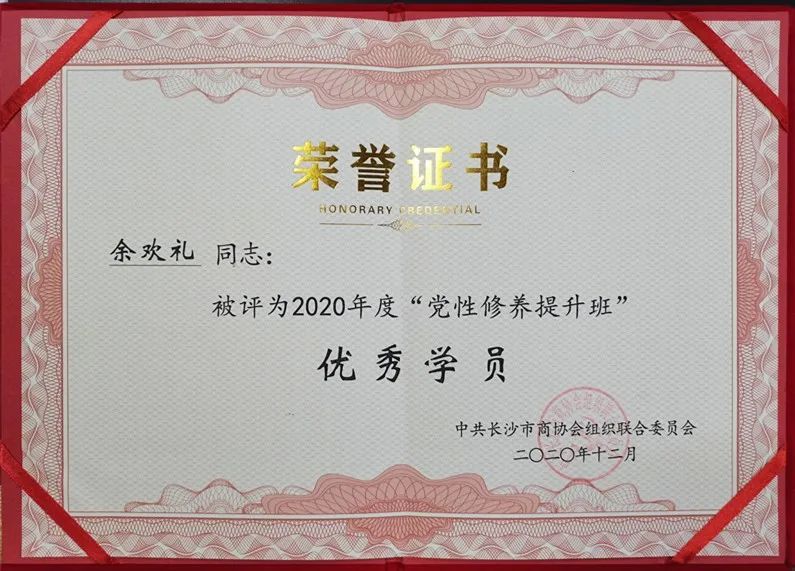 荣誉证书
HONORARY CREDENTIAL
余欢礼 同志：
被评为2020年度“党性修养提升班”
优秀学员
中共长沙市商协会组织联合委员会
二〇二〇年十二月